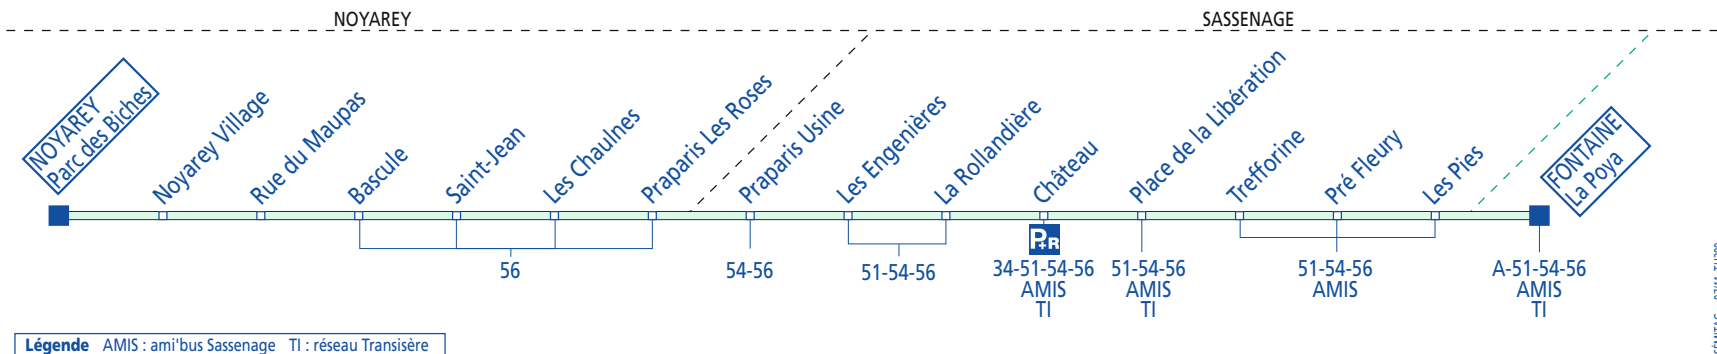 NOYAREY
SASSENAGE
NOYAREY
Parc des Biches
Noyarey Village
Rue du Maupas
Bascule
Saint-Jean
Les Chaulnes
Praparis Les Roses
Praparis Usine
Les Engenières
La Rollandière
Château
Place de la Libération
Trefforine
Pré Fleury
Les Pies
FONTAINE
La Poya
P+R
56
54-56
51-54-56
34-51-54-56
AMIS
TI
51-54-56
AMIS
TI
51-54-56
AMIS
A-51-54-56
AMIS
TI
Légende AMIS : ami'bus Sassenage TI : réseau Transisère